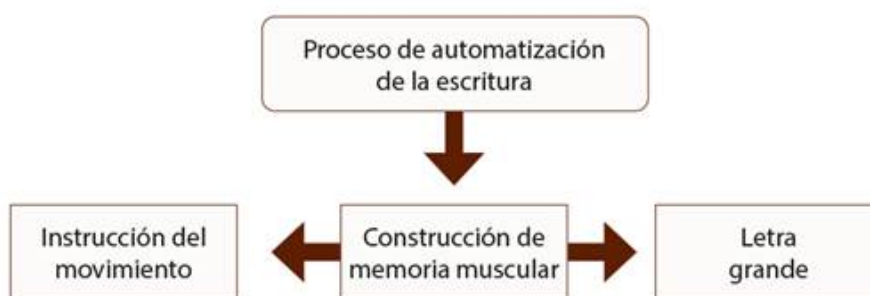 Proceso de automatización
de la escritura
Instrucción del
movimiento
Construcción de
memoria muscular
Letra
grande